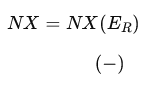 NX = NX(E_R)
(−)